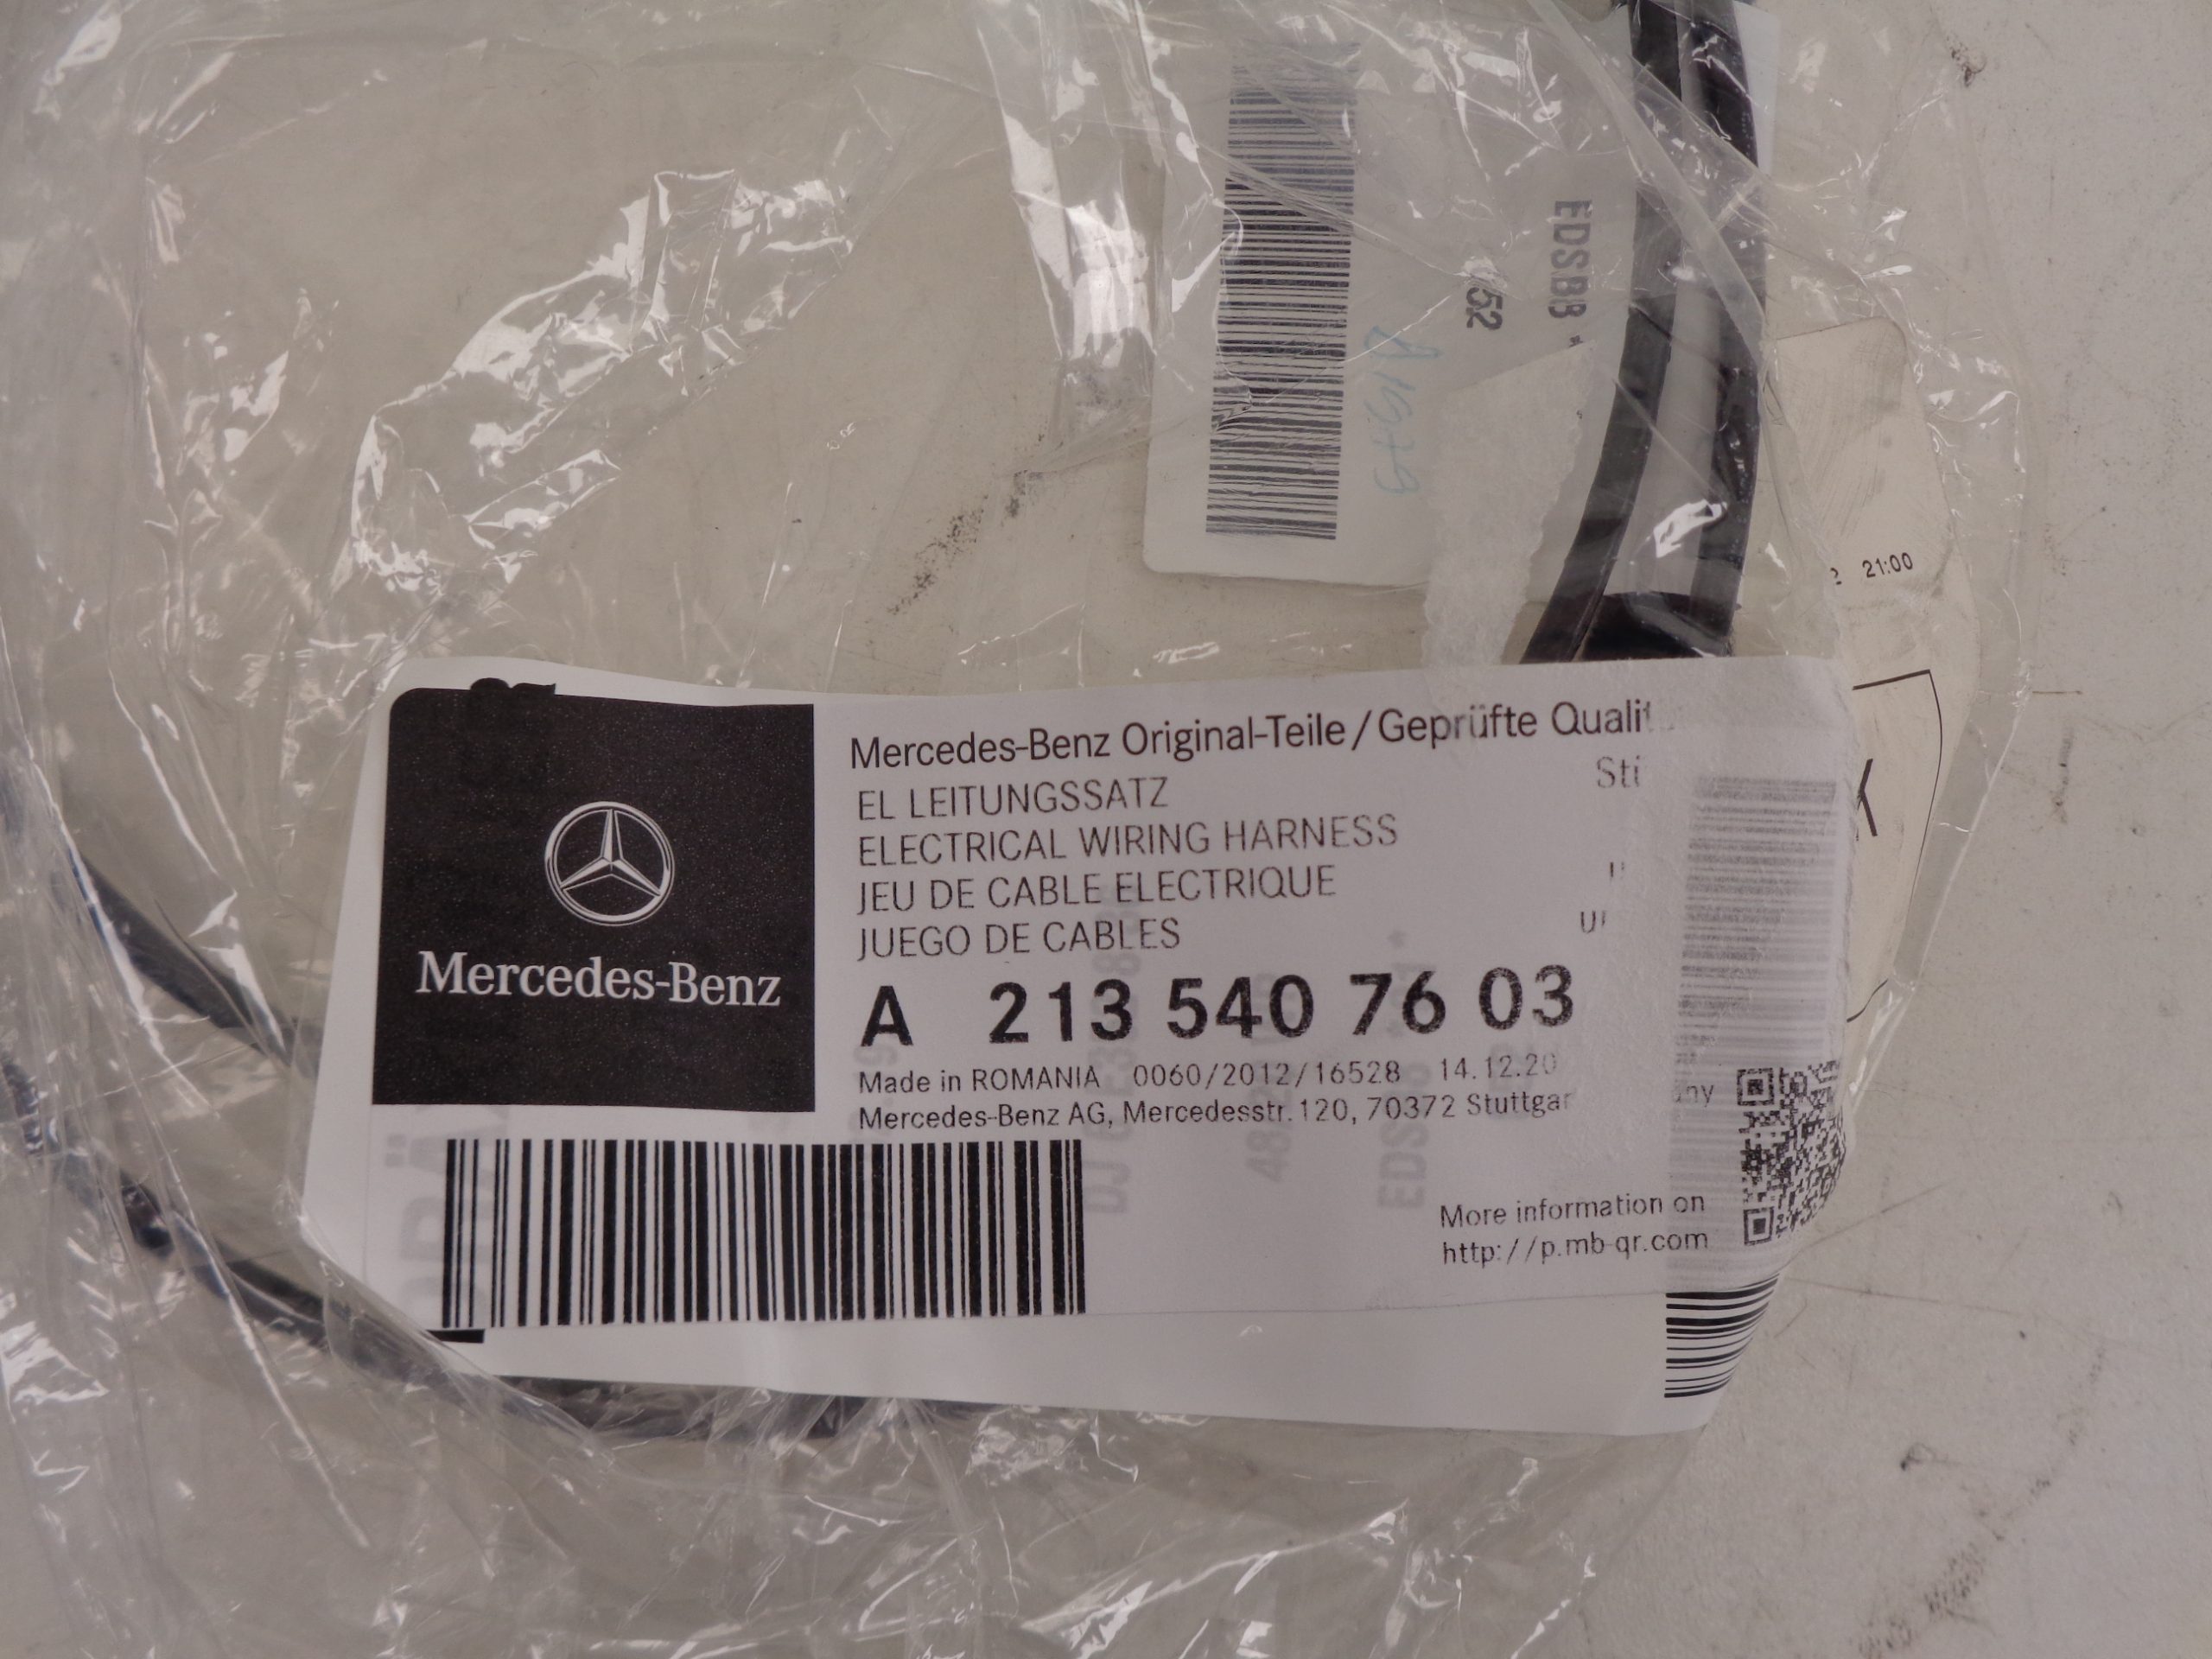 EDSB3 *
52
21:00
Mercedes-Benz
Mercedes-Benz Original-Teile / Geprüfte Qualit
Sti
EL LEITUNGSSATZ
ELECTRICAL WIRING HARNESS
JEU DE CABLE ELECTRIQUE
JUEGO DE CABLES
A 213 540 76 03
Made in ROMANIA 0060/2012/16528 14.12.20
Mercedes-Benz AG, Mercedesstr. 120, 70372 Stuttgar
More information on
http://p.mb-qr.com